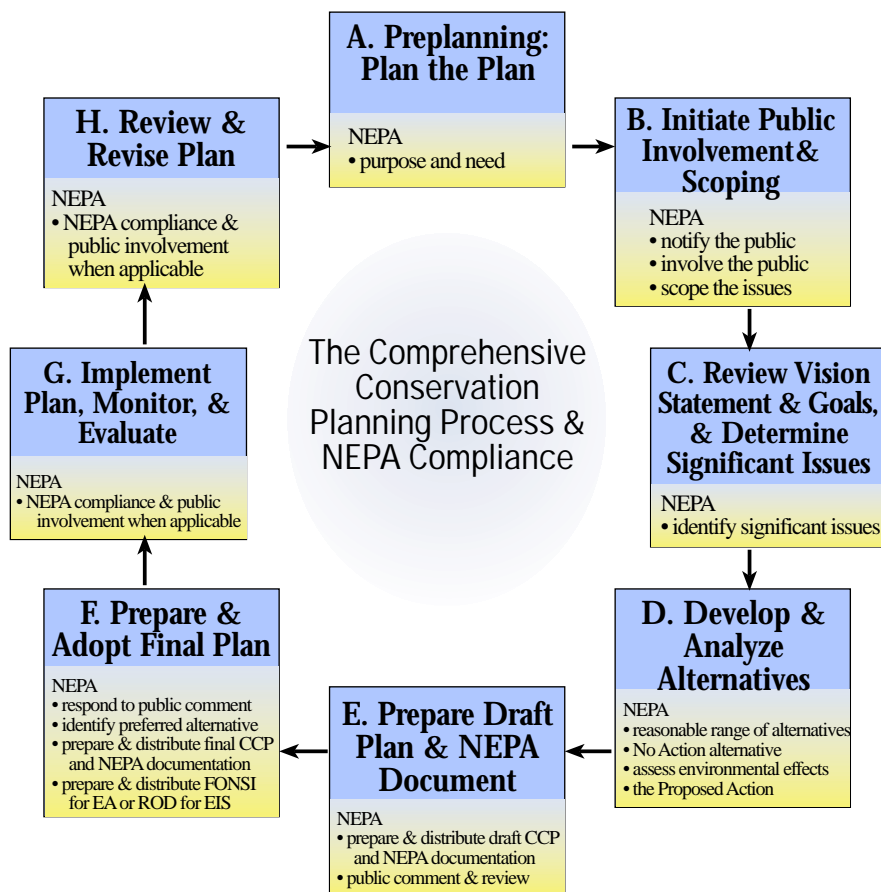 A. Preplanning:
Plan the Plan
NEPA
• purpose and need
B. Initiate Public
Involvement&
Scoping
NEPA
• notify the public
• involve the public
• scope the issues
C. Review Vision
Statement & Goals,
& Determine
Significant Issues
NEPA
• identify significant issues
D. Develop &
Analyze
Alternatives
NEPA
• reasonable range of alternatives
• No Action alternative
• assess environmental effects
• the Proposed Action
E. Prepare Draft
Plan & NEPA
Document
NEPA
• prepare & distribute draft CCP
and NEPA documentation
• public comment & review
F. Prepare &
Adopt Final Plan
NEPA
• respond to public comment
• identify preferred alternative
• prepare & distribute final CCP
and NEPA documentation
• prepare & distribute FONSI
for EA or ROD for EIS
G. Implement
Plan, Monitor, &
Evaluate
NEPA
• NEPA compliance & public
involvement when applicable
H. Review &
Revise Plan
NEPA
• NEPA compliance &
public involvement
when applicable
The Comprehensive
Conservation
Planning Process &
NEPA Compliance